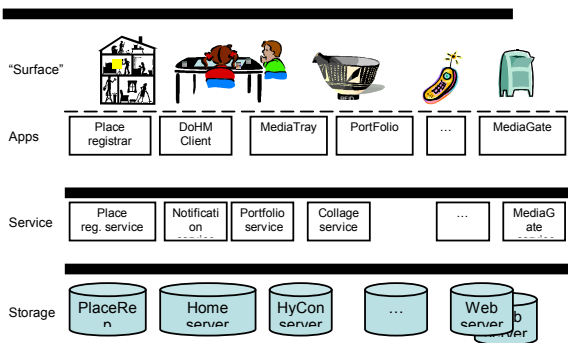 “Surface”
Apps
Place
registrar
DoHM
Client
MediaTray
PortFolio
...
MediaGate
Service
Place
reg. service
Notificati
on
Portfolio
service
Collage
service
...
MediaG
ate
Storage
PlaceRe
p
Home
server
HyCon
server
...
Web
server
b
server